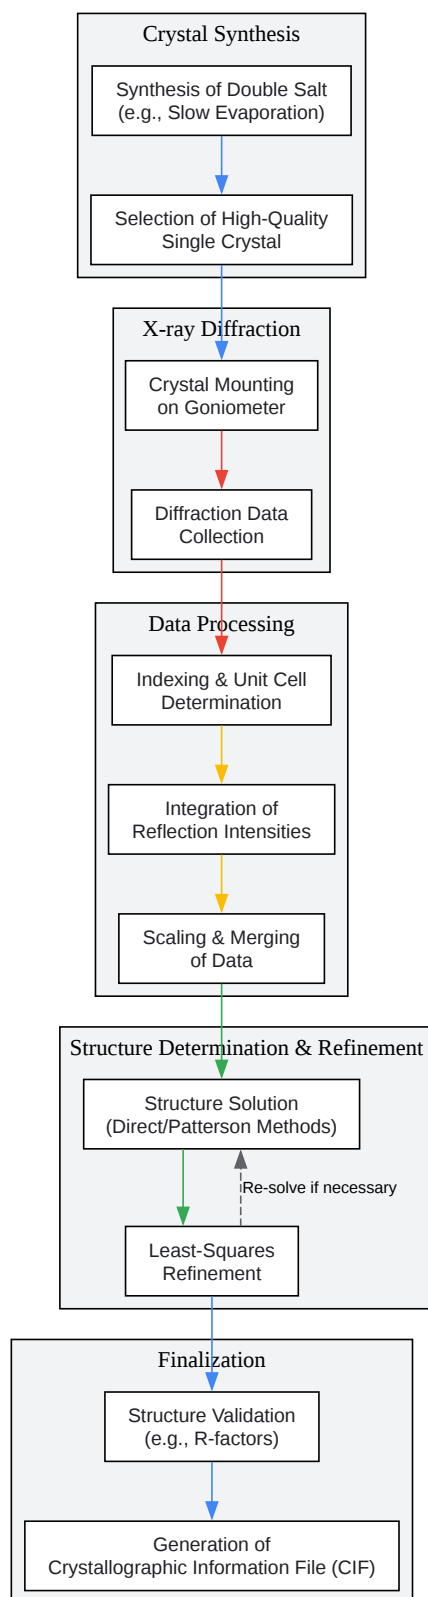 Crystal Synthesis
Synthesis of Double Salt
(e.g., Slow Evaporation)
Selection of High-Quality
Single Crystal
X-ray Diffraction
Crystal Mounting
on Goniometer
Diffraction Data
Collection
Data Processing
Indexing & Unit Cell
Determination
Integration of
Reflection Intensities
Scaling & Merging
of Data
Structure Determination & Refinement
Structure Solution
(Direct/Patterson Methods)
Re-solve if necessary
Least-Squares
Refinement
Finalization
Structure Validation
(e.g., R-factors)
Generation of
Crystallographic Information File (CIF)